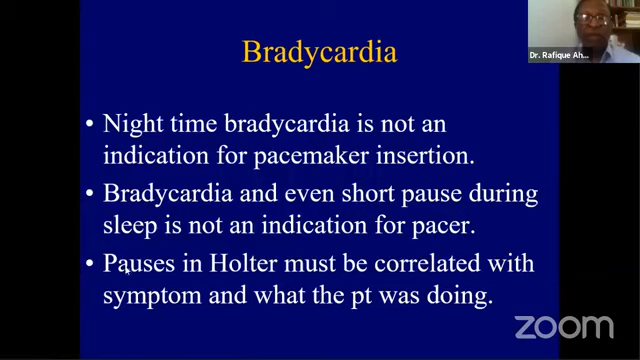 Bradycardia
Dr. Rafique Ah...
• Night time bradycardia is not an
indication for pacemaker insertion.
• Bradycardia and even short pause during
sleep is not an indication for pacer.
• Pauses in Holter must be correlated with
symptom and what the pt was doing.
zoom